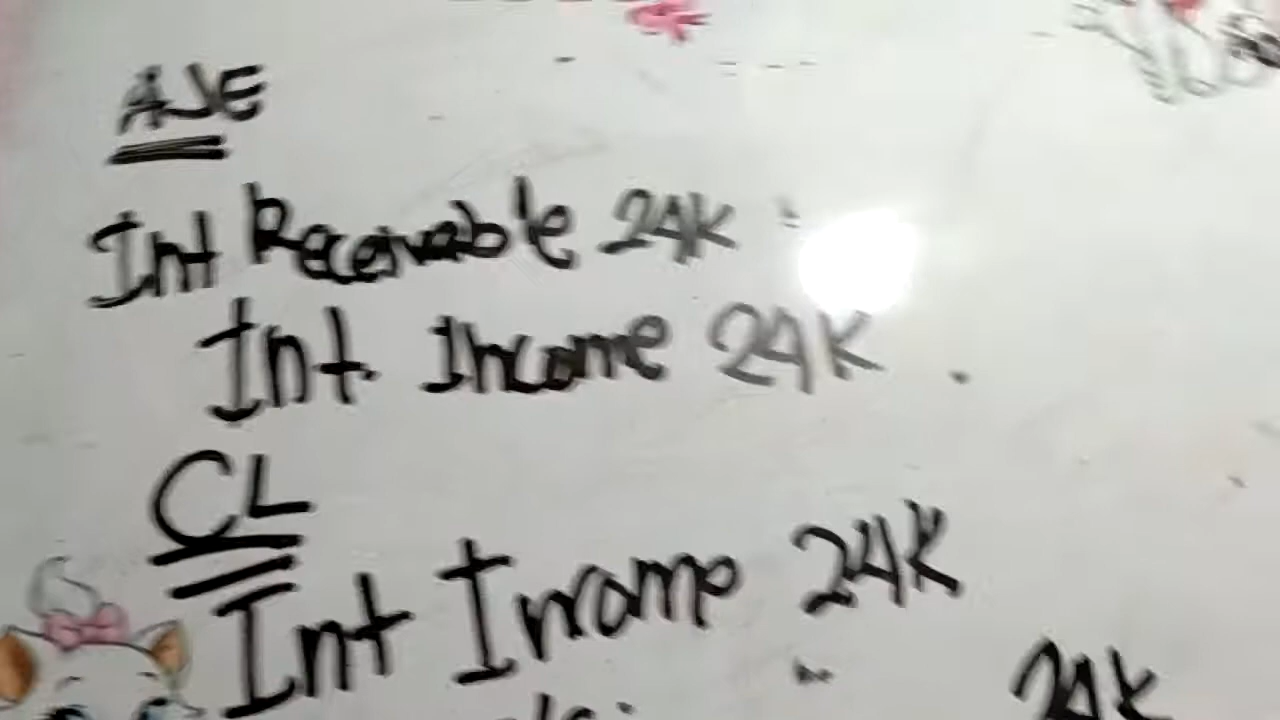 AJE
Int Receivable 24K
Int. Income 24K
CL
Int Income 24K
24k